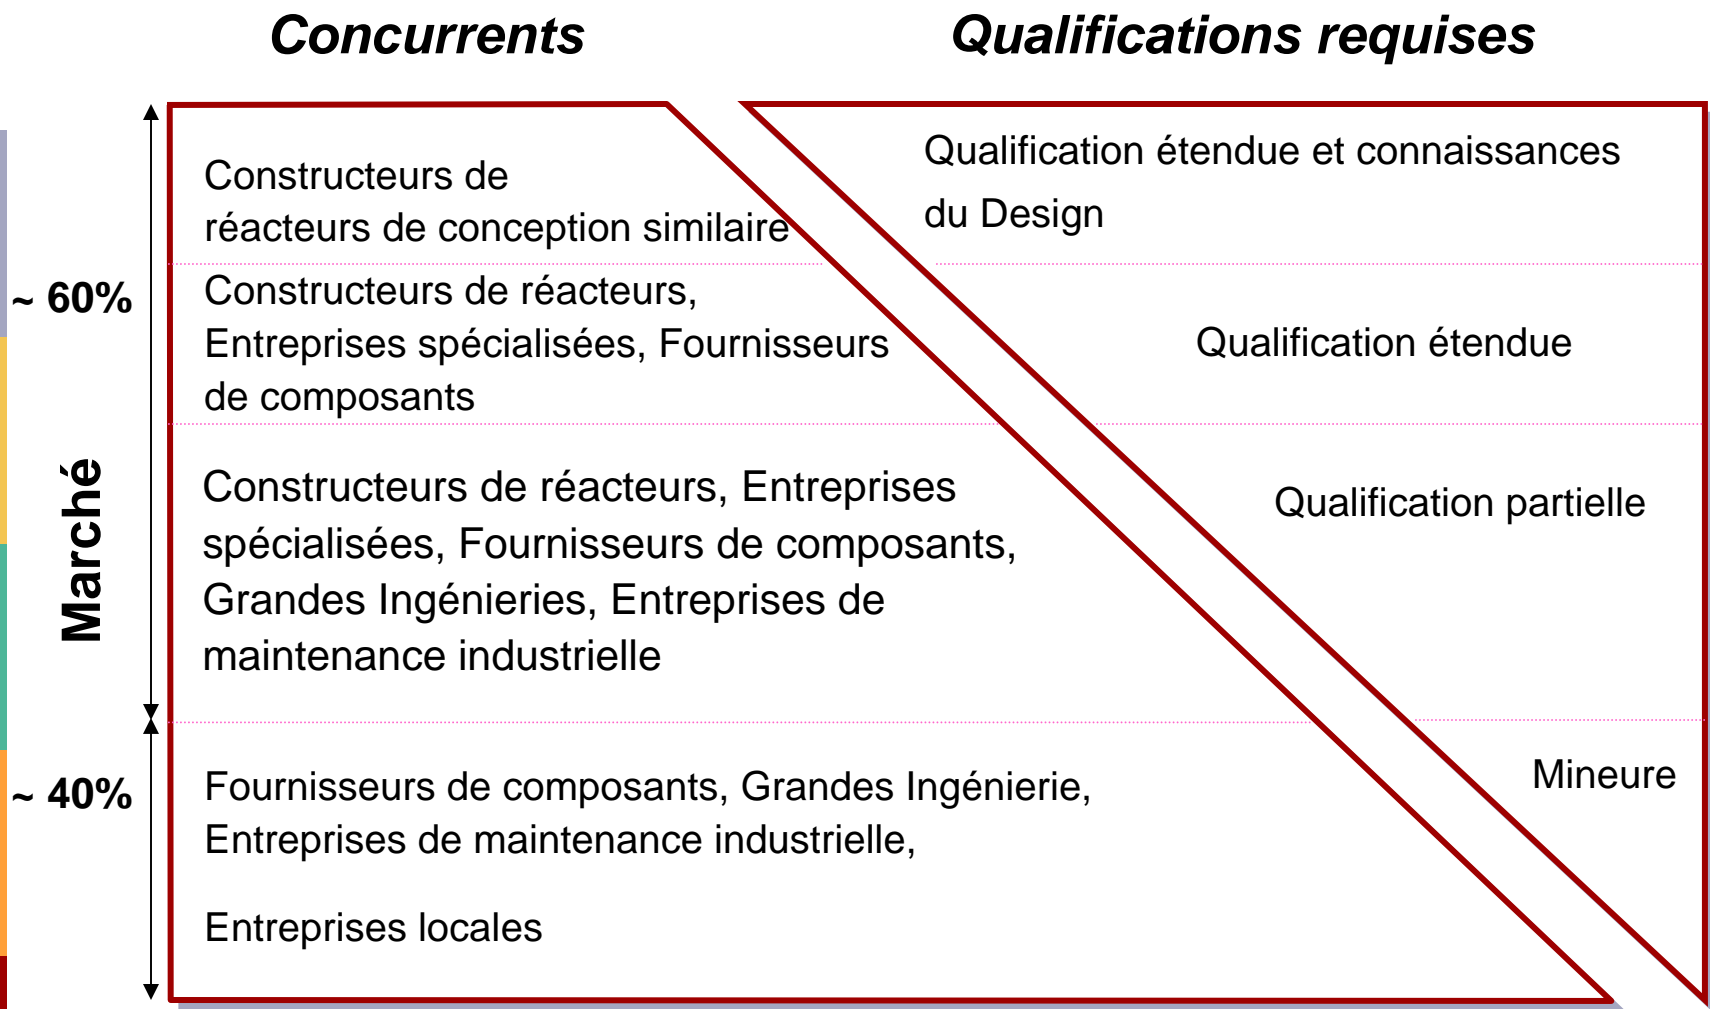 Concurrents
Qualifications requises
Constructeurs de
réacteurs de conception similaire
Qualification étendue et connaissances
du Design
~ 60%
Constructeurs de réacteurs,
Entreprises spécialisées, Fournisseurs
de composants
Qualification étendue
Marché
Constructeurs de réacteurs, Entreprises
spécialisées, Fournisseurs de composants,
Grandes Ingénieries, Entreprises de
maintenance industrielle
Qualification partielle
~ 40%
Fournisseurs de composants, Grandes Ingénierie,
Entreprises de maintenance industrielle,
Entreprises locales
Mineure